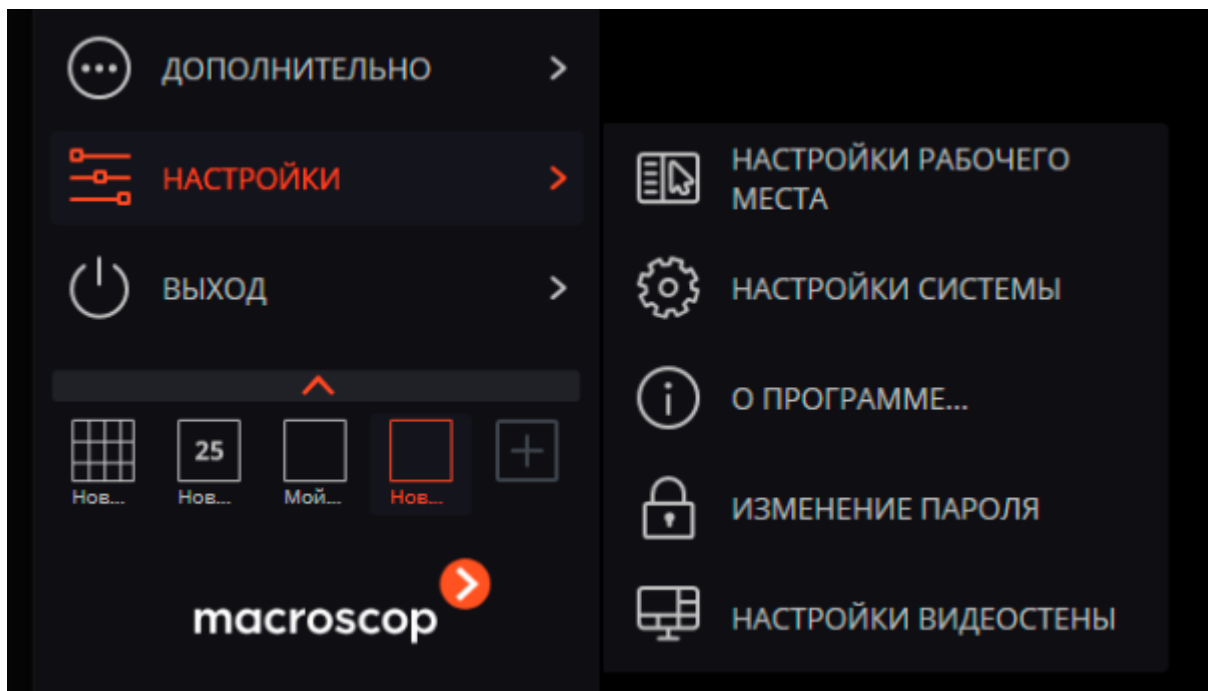 ДОПОЛНИТЕЛЬНО
НАСТРОЙКИ
ВЫХОД
25
Нов...
Нов...
Мой...
Нов...
macroscop
НАСТРОЙКИ РАБОЧЕГО
МЕСТА
НАСТРОЙКИ СИСТЕМЫ
О ПРОГРАММЕ...
ИЗМЕНЕНИЕ ПАРОЛЯ
НАСТРОЙКИ ВИДЕОСТЕНЫ